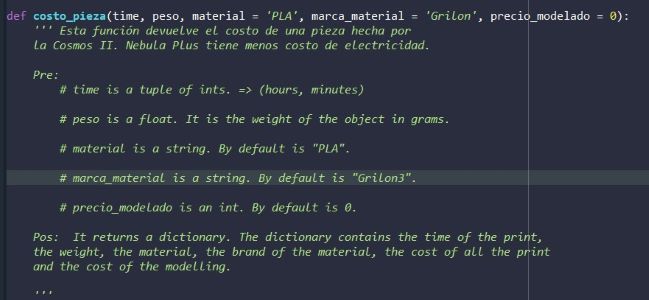 def costo_pieza(time, peso, material = 'PLA', marca_material = 'Grilon', precio_modelado = 0):
''' Esta función devuelve el costo de una pieza hecha por
la Cosmos II. Nebula Plus tiene menos costo de electricidad.
Pre:
# time is a tuple of ints. => (hours, minutes)
# peso is a float. It is the weight of the object in grams.
# material is a string. By default is "PLA".
# marca_material is a string. By default is "Grilon3".
# precio_modelado is an int. By default is 0.
Pos: It returns a dictionary. The dictionary contains the time of the print,
the weight, the material, the brand of the material, the cost of all the print
and the cost of the modelling.
'''